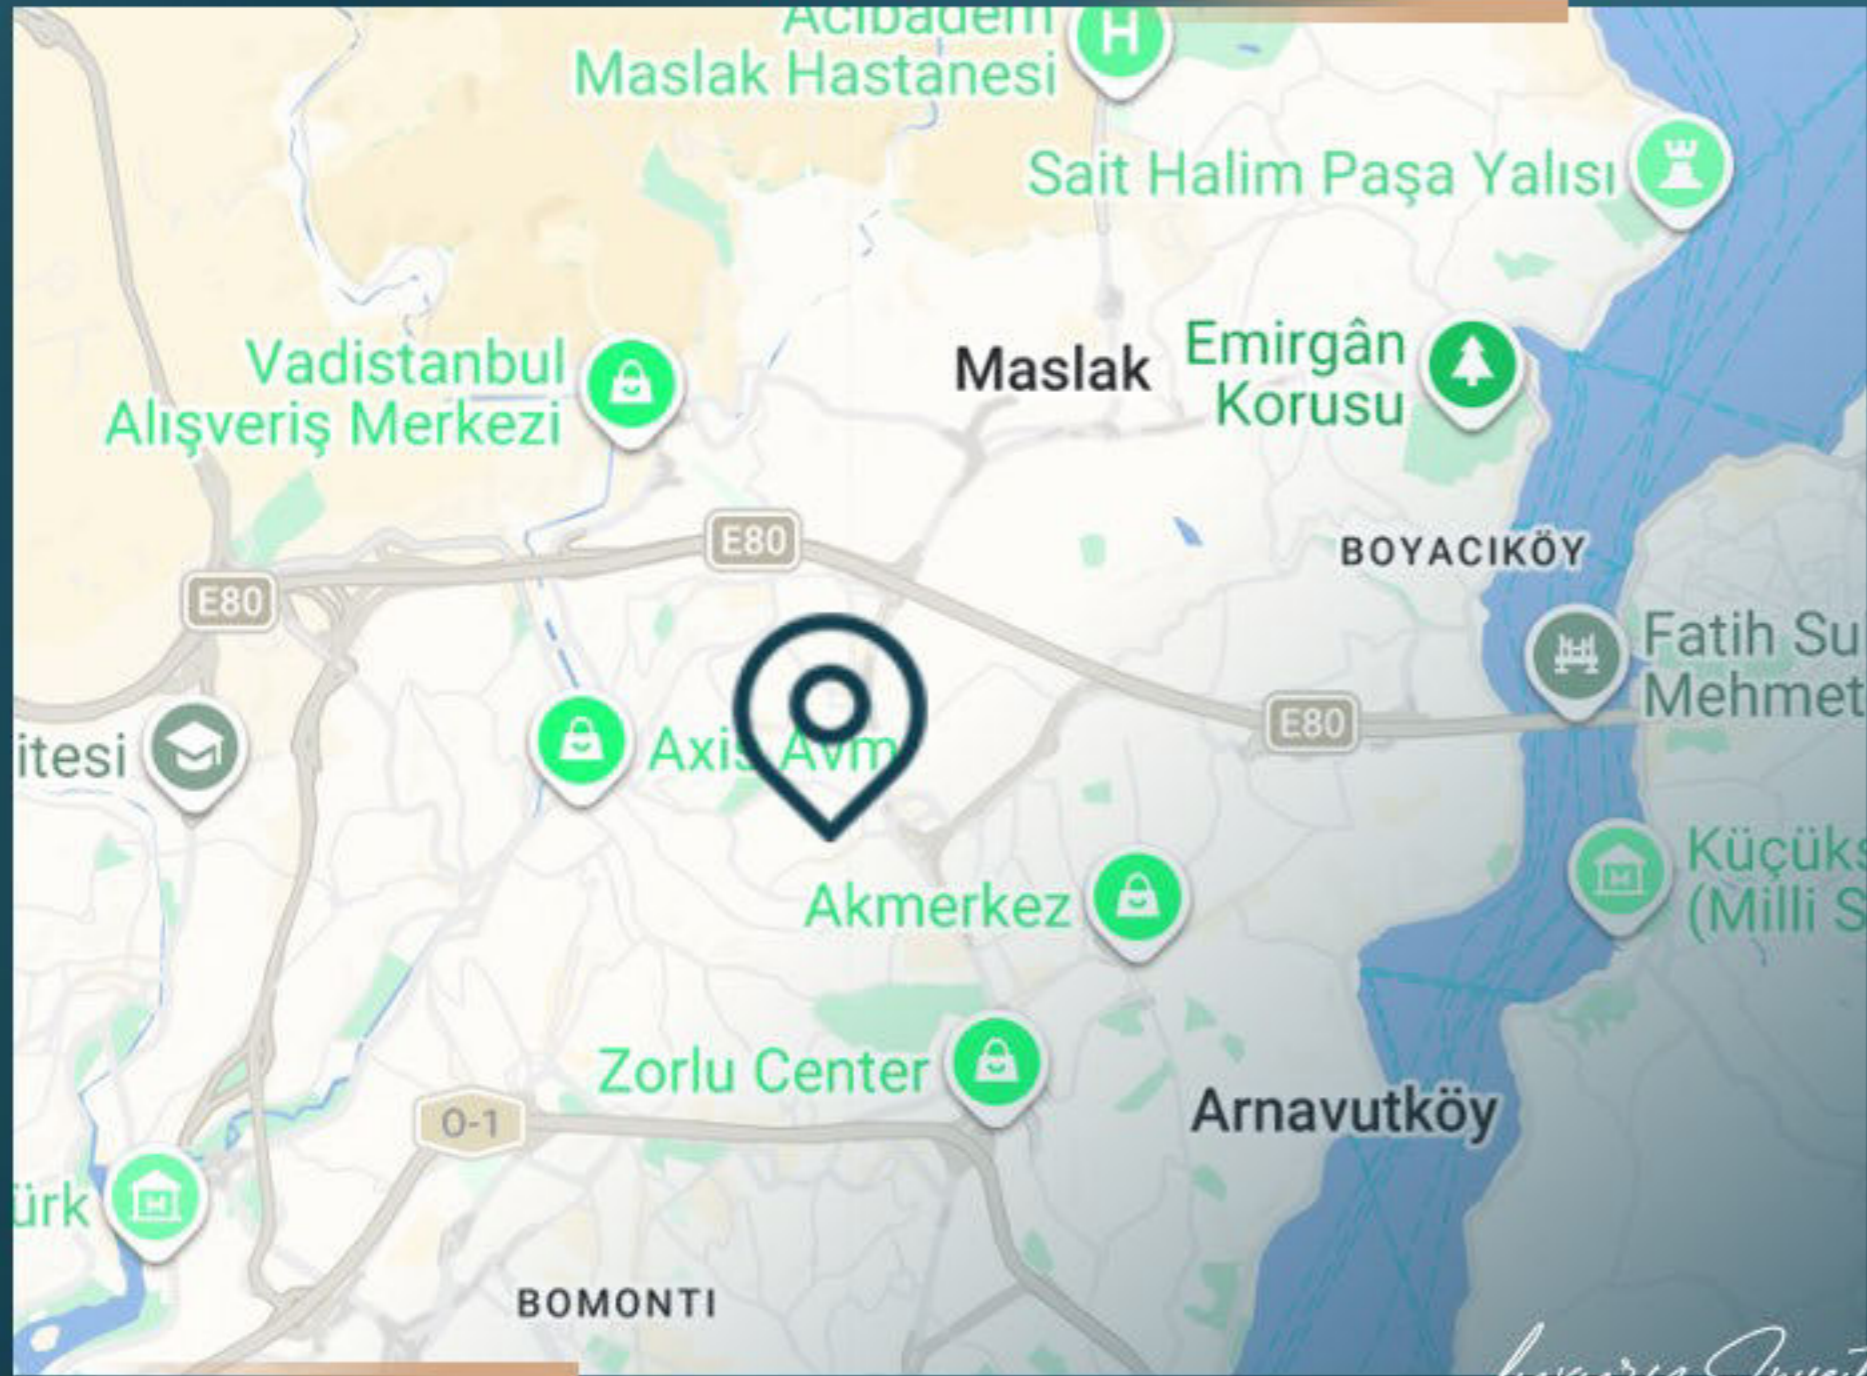 Acıbadem
Maslak Hastanesi
Sait Halim Paşa Yalısı
Vadistanbul
Alışveriş Merkezi
Maslak
Emirgân
Korusu
E80
BOYACIKÖY
E80
Fatih Su
Mehmet
E80
itesi
Axis Avm
Küçüks
(Milli S
Akmerkez
Zorlu Center
Arnavutköy
O-1
ürk
BOMONTI